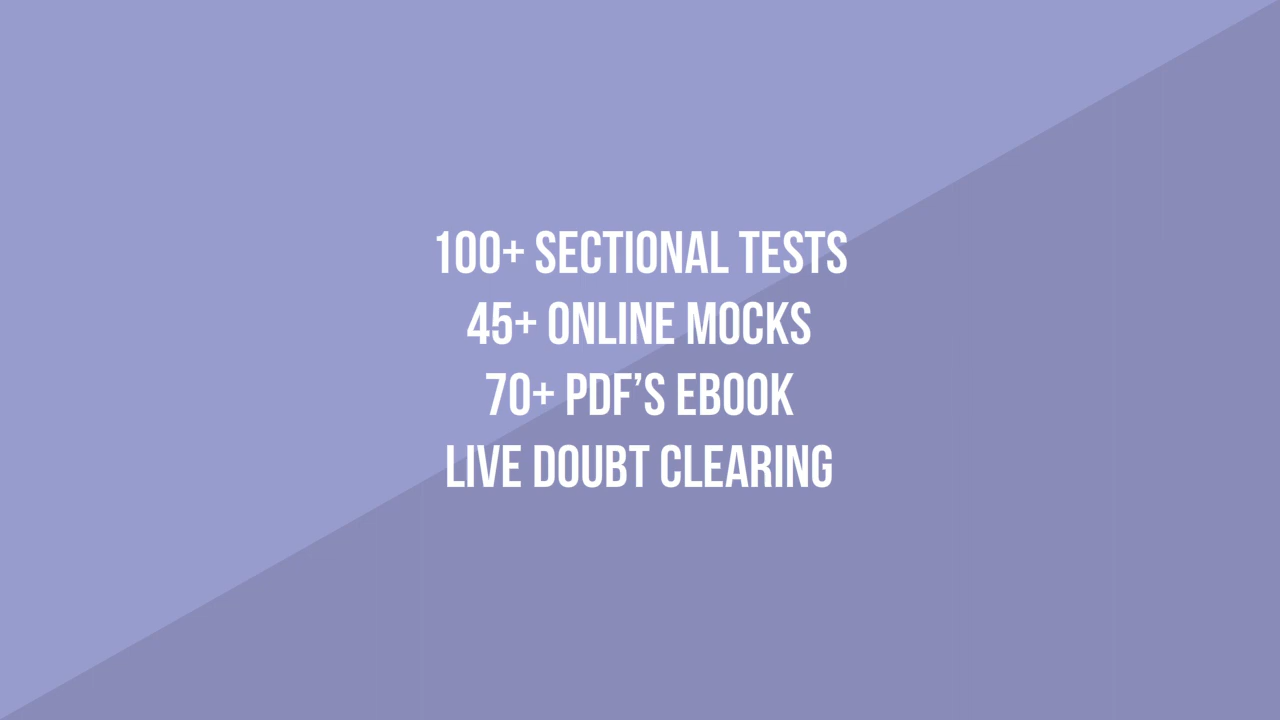 100+ SECTIONAL TESTS
45+ ONLINE MOCKS
70+ PDF’S EBOOK
LIVE DOUBT CLEARING